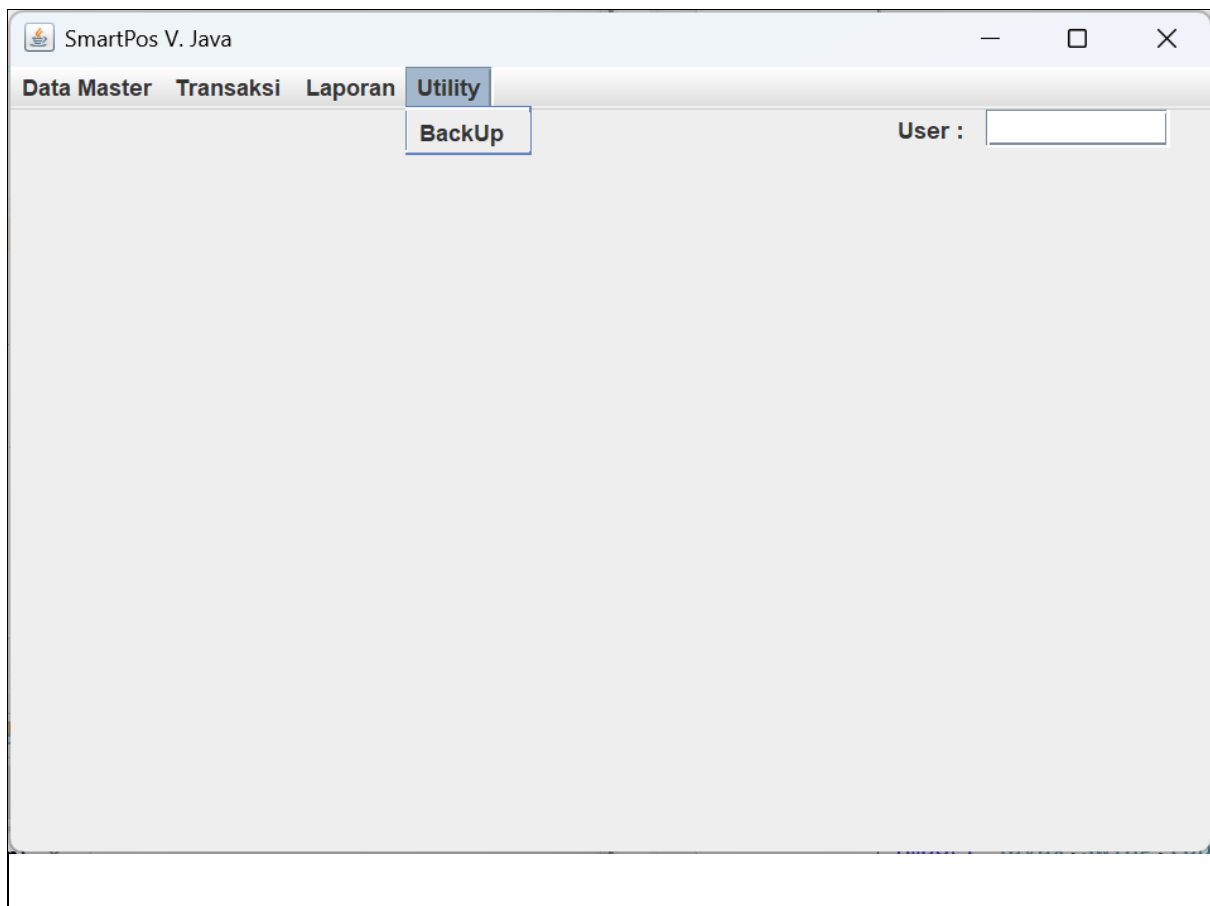 SmartPos V. Java
Data Master Transaksi Laporan Utility
BackUp
User :